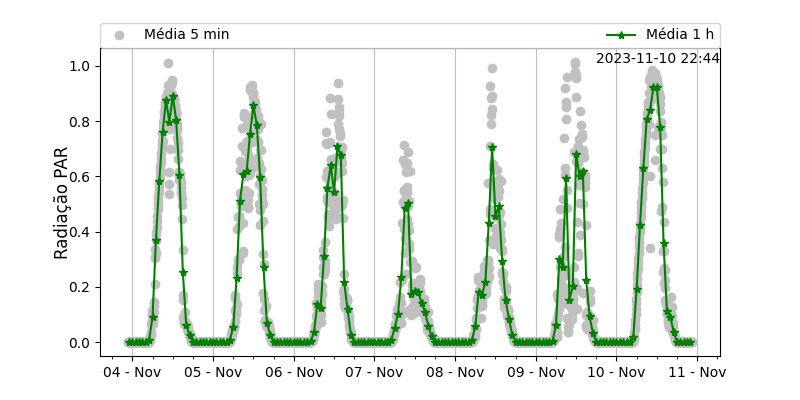 Média 5 min
Média 1 h
2023-11-10 22:44
Radiação PAR
1.0
0.8
0.6
0.4
0.2
0.0
04 - Nov
05 - Nov
06 - Nov
07 - Nov
08 - Nov
09 - Nov
10 - Nov
11 - Nov